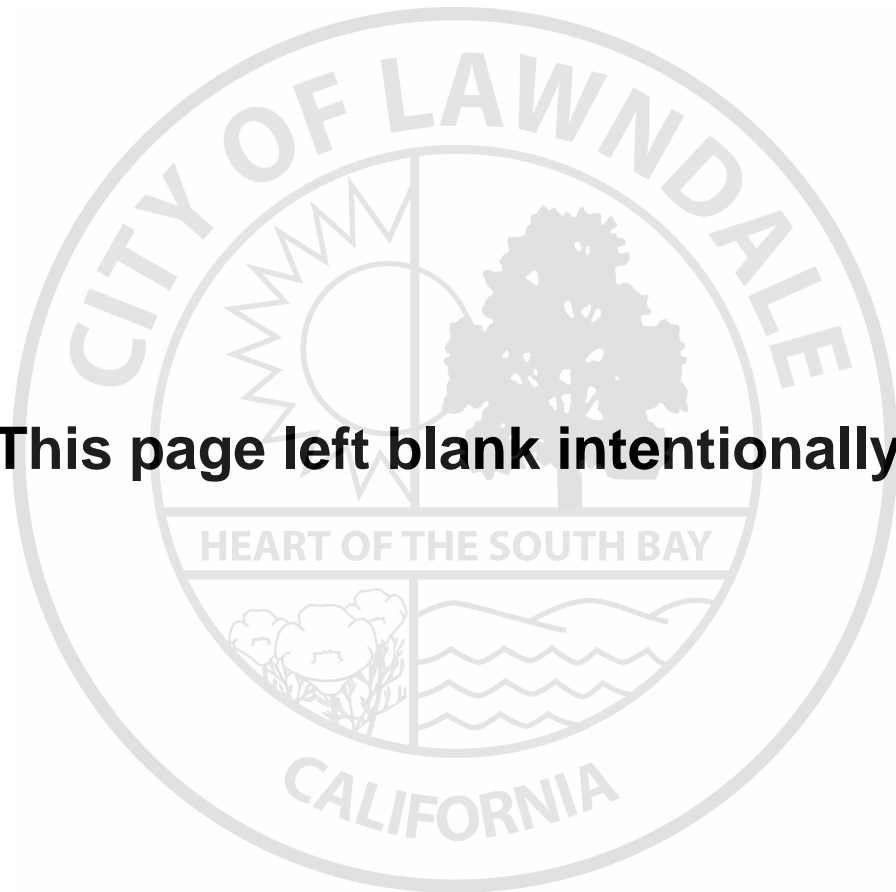 CITY OF LAWNDALE
This page left blank intentionally
HEART OF THE SOUTH BAY
CALIFORNIA